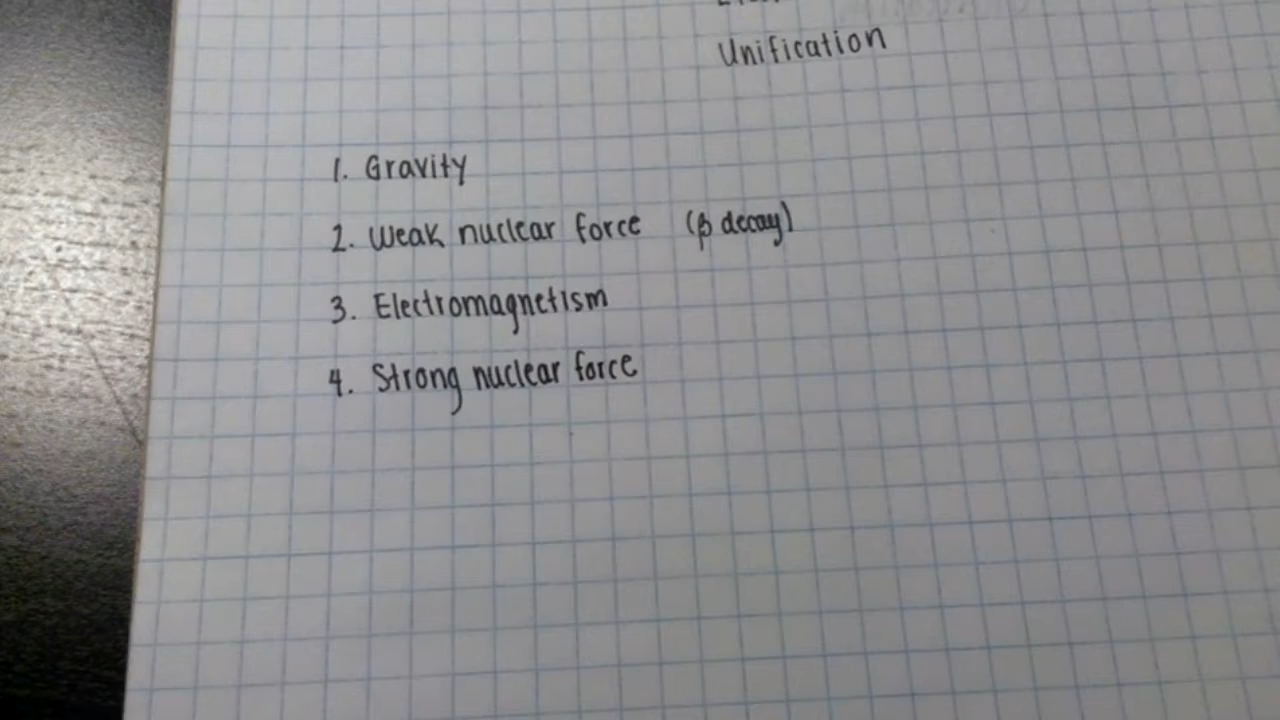 Unification
1. Gravity
2. Weak nuclear force (β decay)
3. Electromagnetism
4. Strong nuclear force